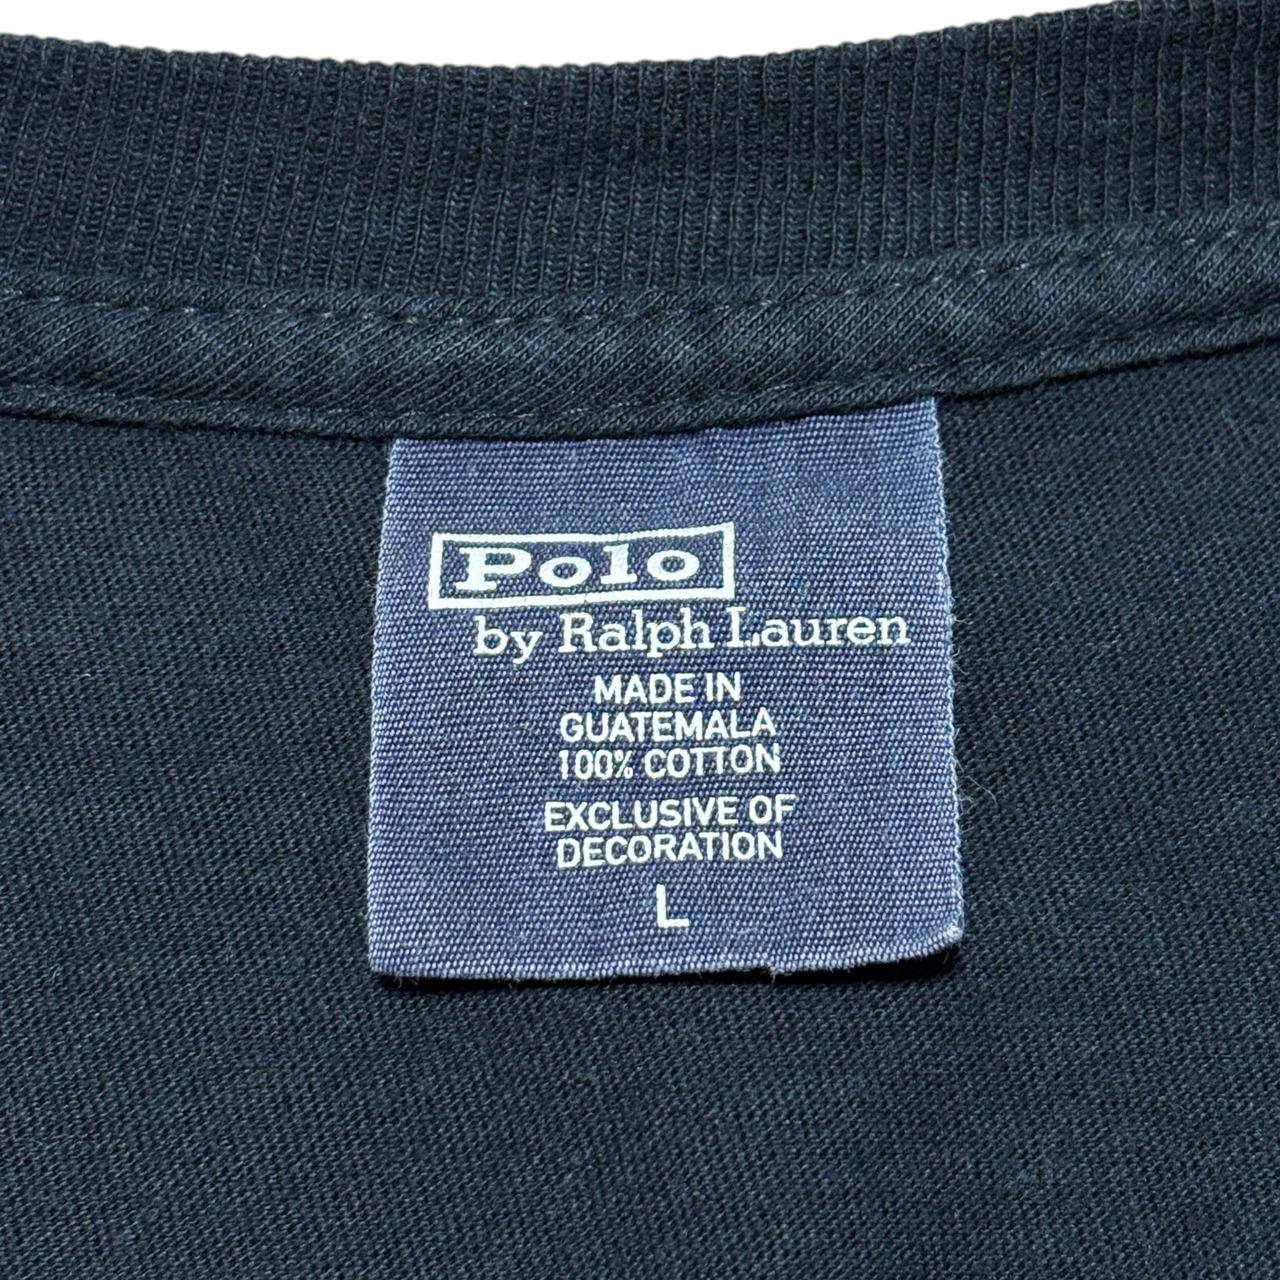 Polo
by Ralph Lauren
MADE IN
GUATEMALA
100% COTTON
EXCLUSIVE OF
DECORATION
L